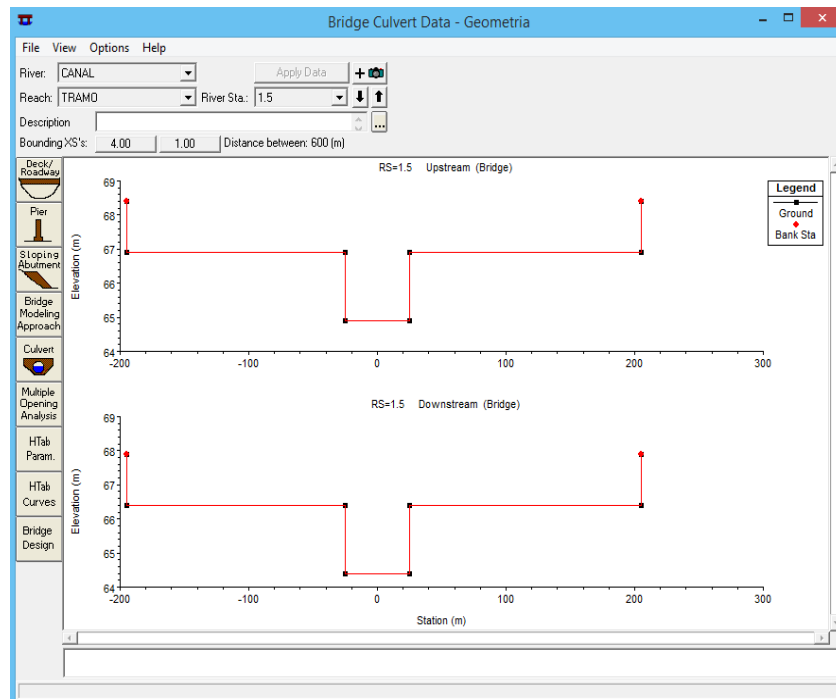 Bridge Culvert Data - Geometria
File View Options Help
River: CANAL Apply Data +
Reach: TRAMO River Sta.: 1.5
Description ...
Bounding XS's: 4.00 1.00 Distance between: 600 (m)
Deck/
Roadway
Pier
Sloping
Abutment
Bridge
Modeling
Approach
Culvert
Multiple
Opening
Analysis
HTab
Param.
HTab
Curves
Bridge
Design
RS=1.5 Upstream (Bridge)
Elevation (m)
69
68
67
66
65
64
-200 -100 0 100 200 300
Legend
Ground
Bank Sta
RS=1.5 Downstream (Bridge)
Elevation (m)
69
68
67
66
65
64
-200 -100 0 100 200 300
Station (m)